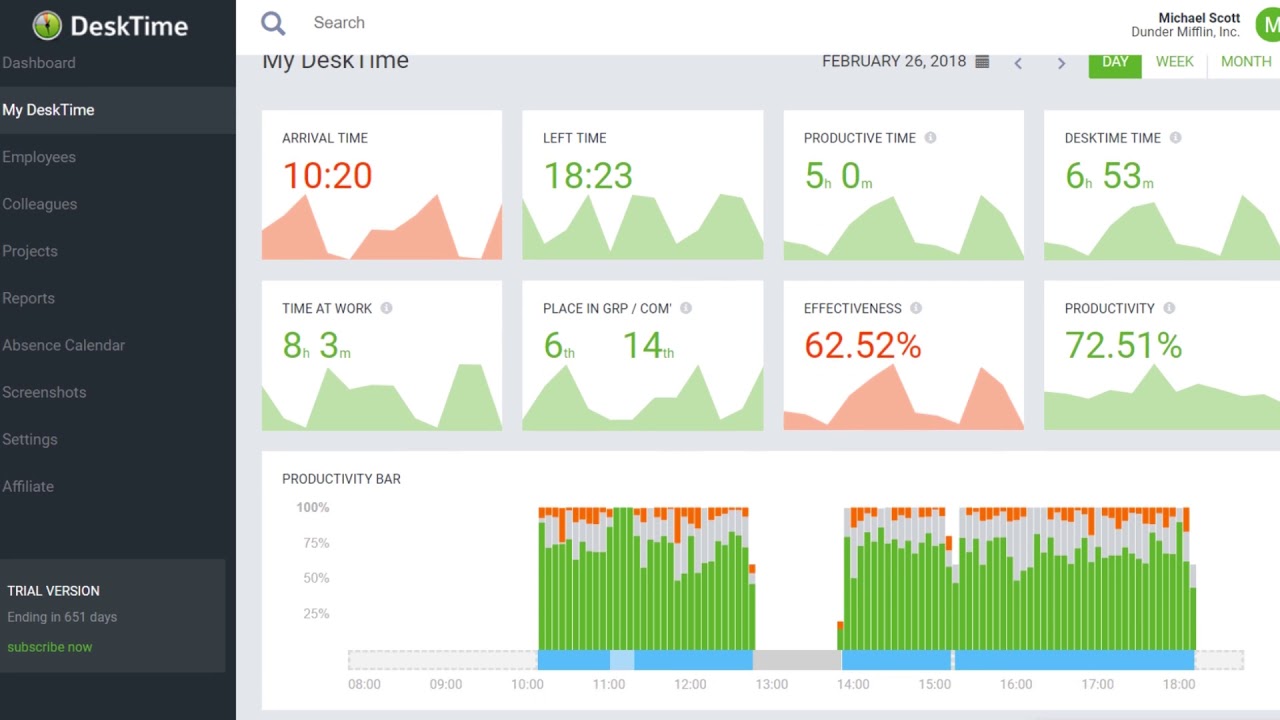 DeskTime
Search
Michael Scott
Dunder Mifflin, Inc.
M
Dashboard
My DeskTime
Employees
Colleagues
Projects
Reports
Absence Calendar
Screenshots
Settings
Affiliate
TRIAL VERSION
Ending in 651 days
subscribe now
My DeskTime
FEBRUARY 26, 2018
DAY WEEK MONTH
ARRIVAL TIME
10:20
LEFT TIME
18:23
PRODUCTIVE TIME
5h 0m
DESKTIME TIME
6h 53m
TIME AT WORK
8h 3m
PLACE IN GRP / COM'
6th 14th
EFFECTIVENESS
62.52%
PRODUCTIVITY
72.51%
PRODUCTIVITY BAR
100%
75%
50%
25%
08:00 09:00 10:00 11:00 12:00 13:00 14:00 15:00 16:00 17:00 18:00